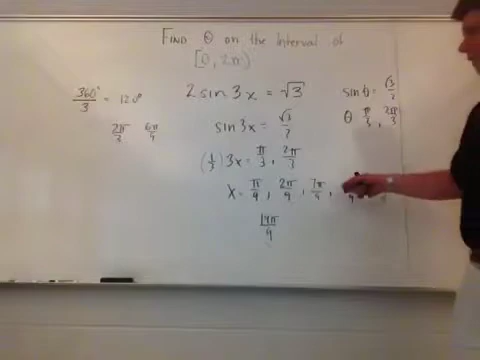 FIND θ on the interval of
[0, 2π)
360°/3 = 120°
2π/3 6π/9
2 sin 3x = √3
sin 3x = √3/2
(1/3) 3x = π/3, 2π/3
x = π/9, 2π/9, 7π/9,
14π/9
sin θ = √3/2
θ π/3, 2π/3